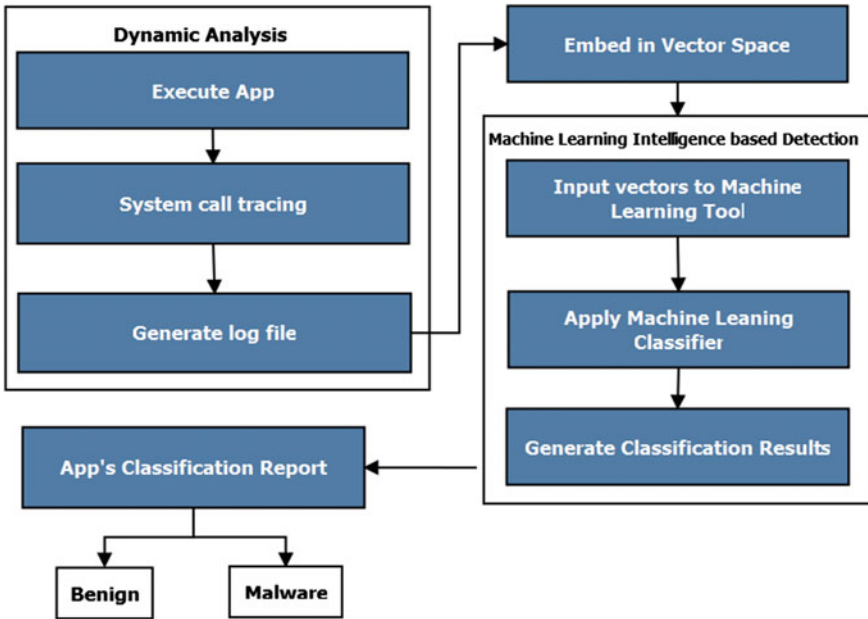 Dynamic Analysis
Execute App
System call tracing
Generate log file
Embed in Vector Space
Machine Learning Intelligence based Detection
Input vectors to Machine
Learning Tool
Apply Machine Leaning
Classifier
Generate Classification Results
App's Classification Report
Benign
Malware